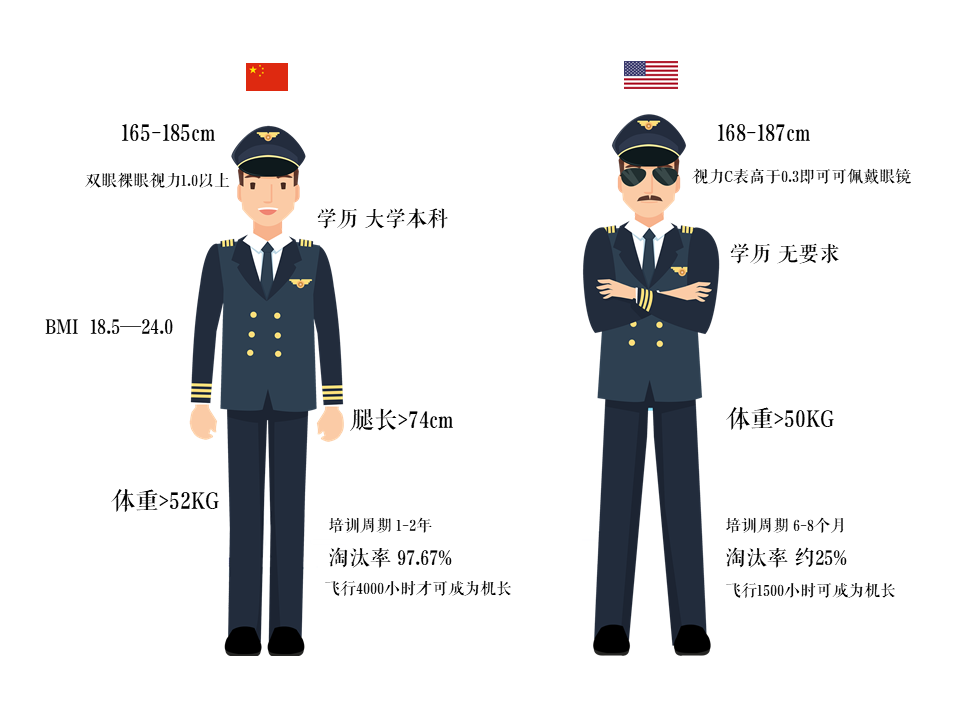 165-185cm
双眼裸眼视力1.0以上
学历 大学本科
BMI 18.5—24.0
腿长>74cm
体重>52KG
培训周期 1-2年
淘汰率 97.67%
飞行4000小时才可成为机长
168-187cm
视力C表高于0.3即可可佩戴眼镜
学历 无要求
体重>50KG
培训周期 6-8个月
淘汰率 约25%
飞行1500小时可成为机长